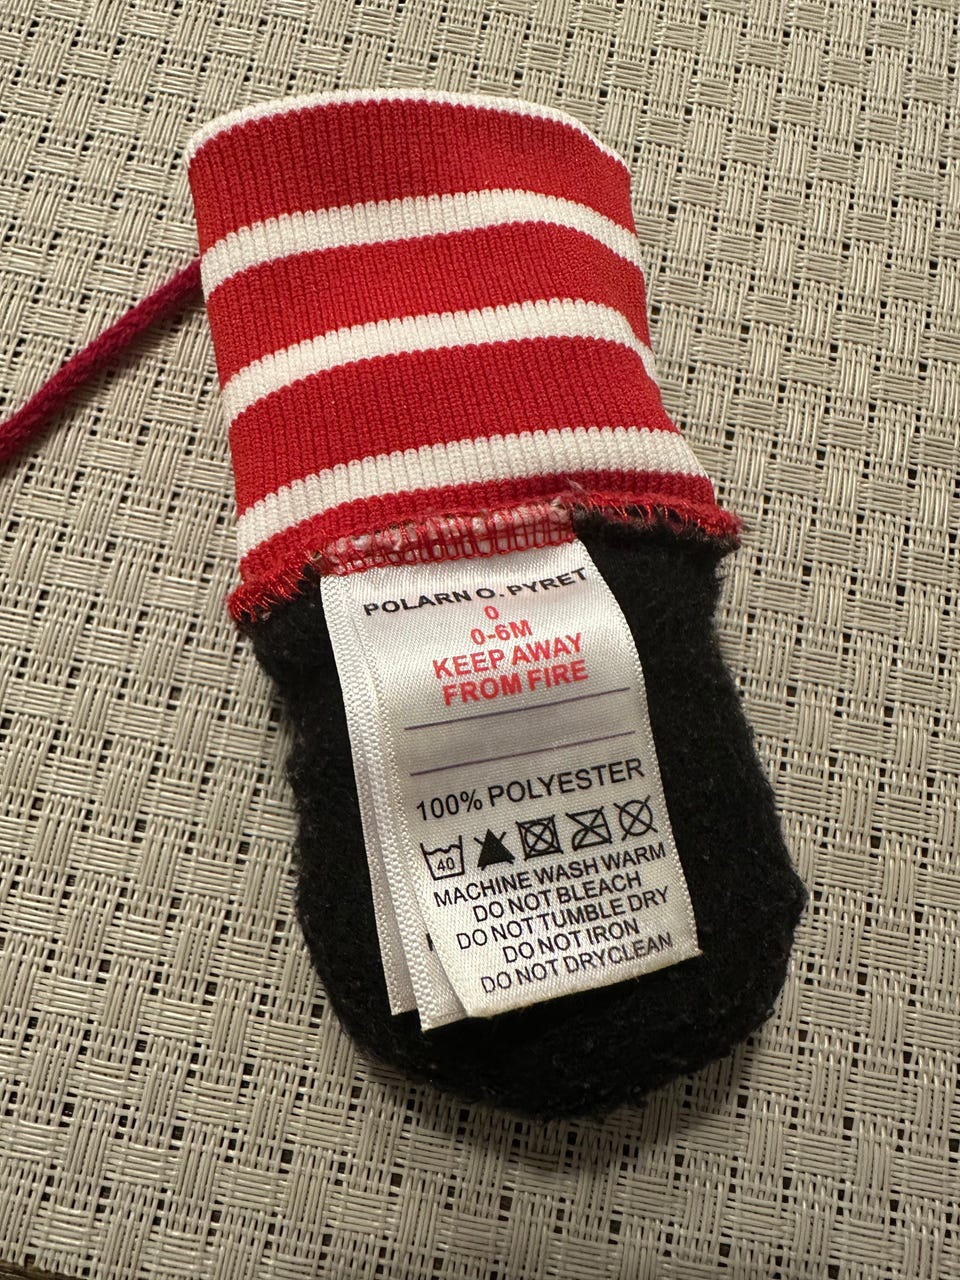 POLARN O. PYRET
0
0-6M
KEEP AWAY
FROM FIRE
100% POLYESTER
40
MACHINE WASH WARM
DO NOT BLEACH
DO NOT TUMBLE DRY
DO NOT IRON
DO NOT DRYCLEAN